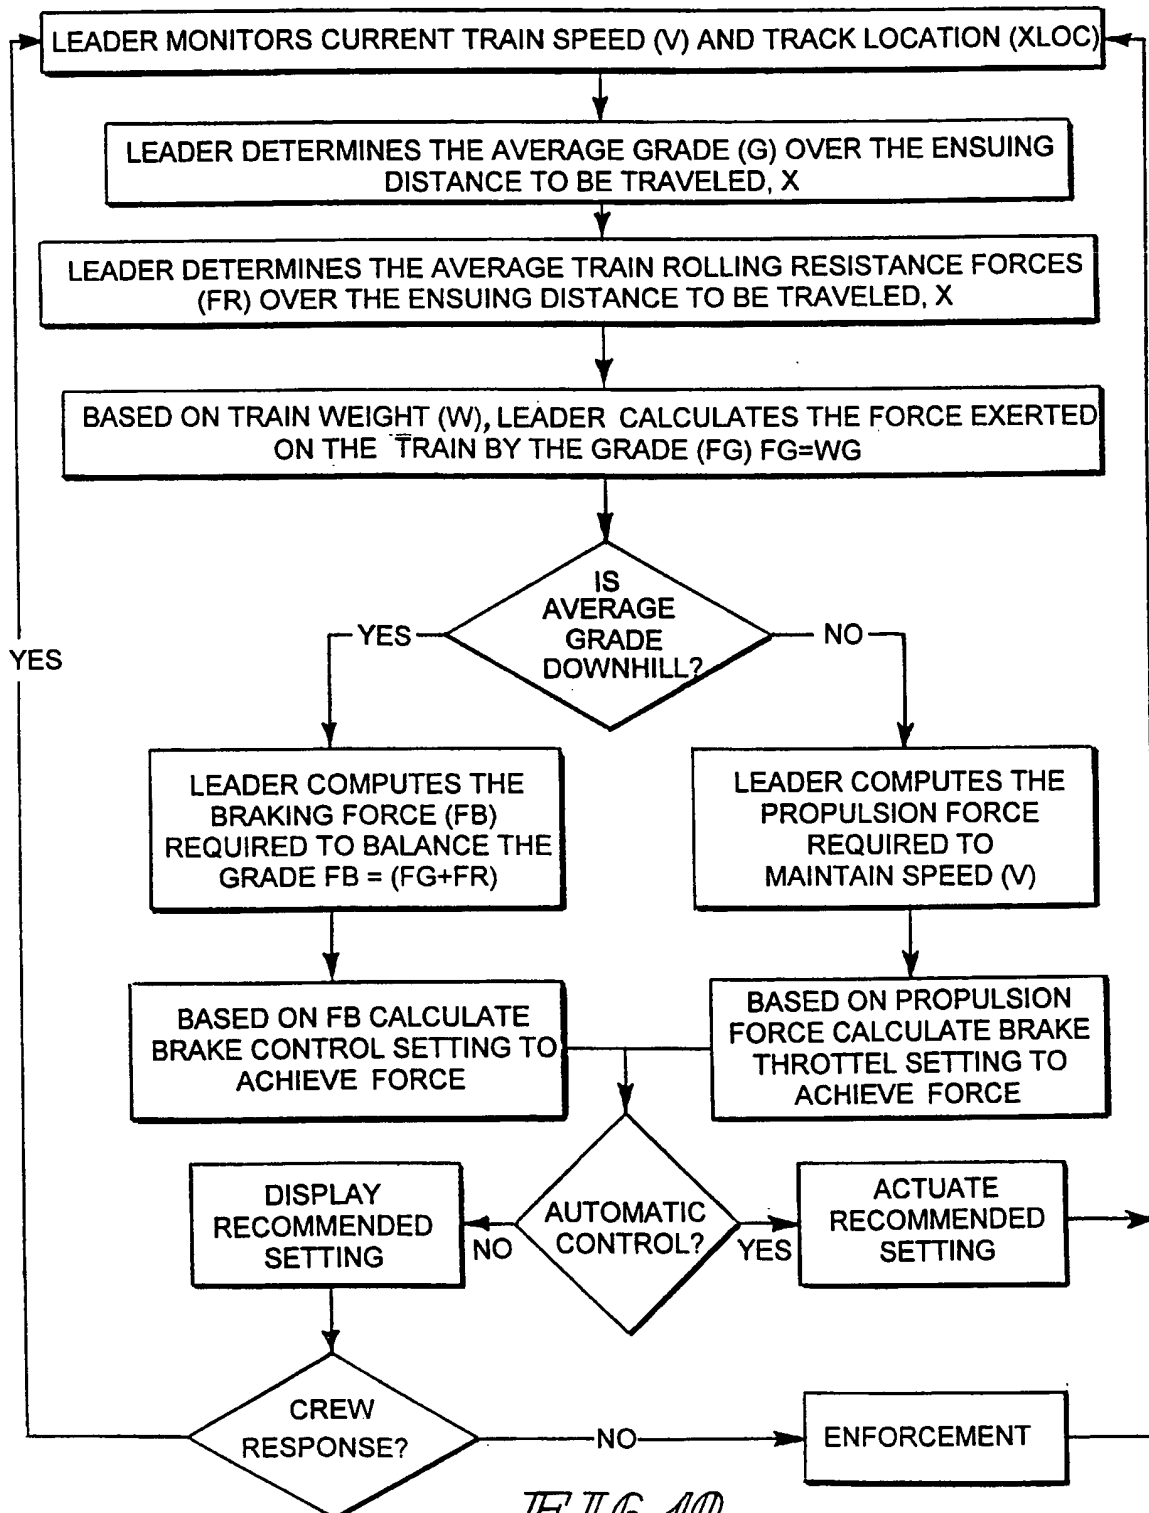 LEADER MONITORS CURRENT TRAIN SPEED (V) AND TRACK LOCATION (XLOC)
LEADER DETERMINES THE AVERAGE GRADE (G) OVER THE ENSUING
DISTANCE TO BE TRAVELED, X
LEADER DETERMINES THE AVERAGE TRAIN ROLLING RESISTANCE FORCES
(FR) OVER THE ENSUING DISTANCE TO BE TRAVELED, X
BASED ON TRAIN WEIGHT (W), LEADER CALCULATES THE FORCE EXERTED
ON THE TRAIN BY THE GRADE (FG) FG=WG
IS
AVERAGE
GRADE
DOWNHILL?
YES
NO
YES
LEADER COMPUTES THE
BRAKING FORCE (FB)
REQUIRED TO BALANCE THE
GRADE FB = (FG+FR)
LEADER COMPUTES THE
PROPULSION FORCE
REQUIRED TO
MAINTAIN SPEED (V)
BASED ON FB CALCULATE
BRAKE CONTROL SETTING TO
ACHIEVE FORCE
BASED ON PROPULSION
FORCE CALCULATE BRAKE
THROTTEL SETTING TO
ACHIEVE FORCE
DISPLAY
RECOMMENDED
SETTING
NO
AUTOMATIC
CONTROL?
YES
ACTUATE
RECOMMENDED
SETTING
CREW
RESPONSE?
NO
ENFORCEMENT